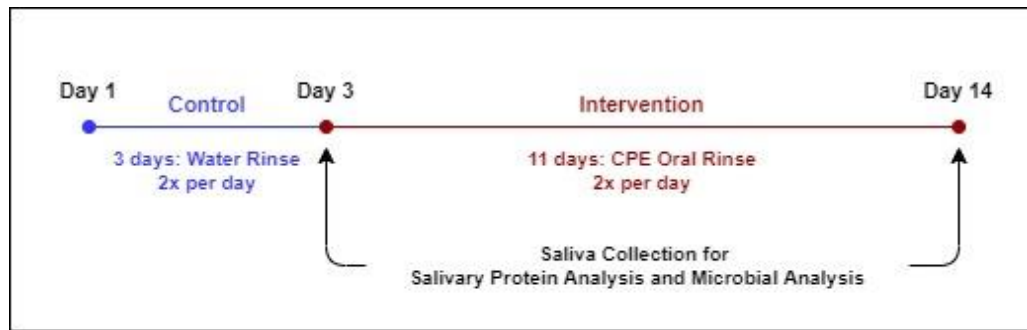 Day 1
Control
Day 3
Intervention
Day 14
3 days: Water Rinse
2x per day
11 days: CPE Oral Rinse
2x per day
Saliva Collection for
Salivary Protein Analysis and Microbial Analysis